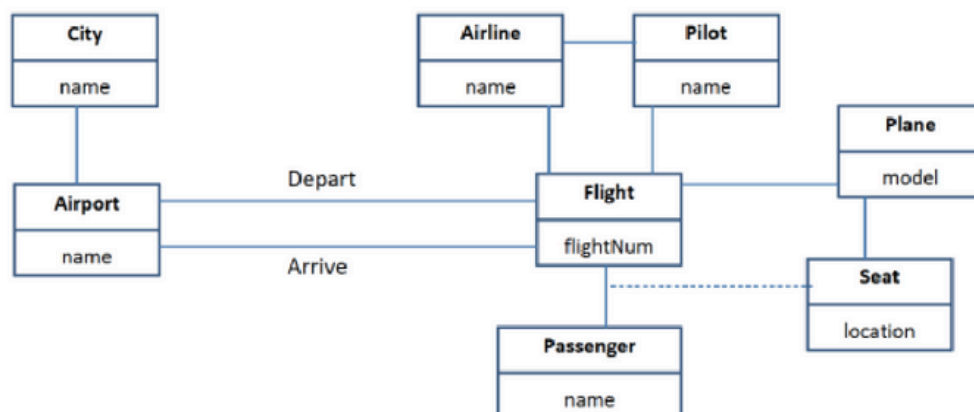 City
name
Airline
name
Pilot
name
Plane
model
Airport
name
Depart
Arrive
Flight
flightNum
Seat
location
Passenger
name